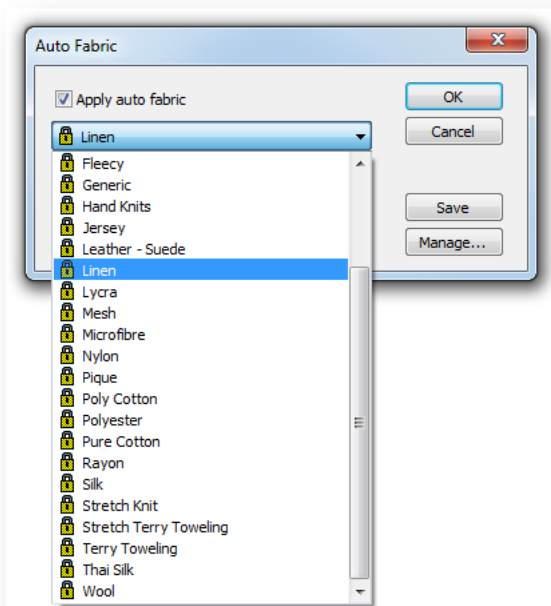 Auto Fabric
Apply auto fabric
OK
Linen
Cancel
Fleecy
Generic
Hand Knits
Save
Jersey
Leather - Suede
Manage...
Linen
Lycra
Mesh
Microfibre
Nylon
Pique
Poly Cotton
Polyester
Pure Cotton
Rayon
Silk
Stretch Knit
Stretch Terry Toweling
Terry Toweling
Thai Silk
Wool